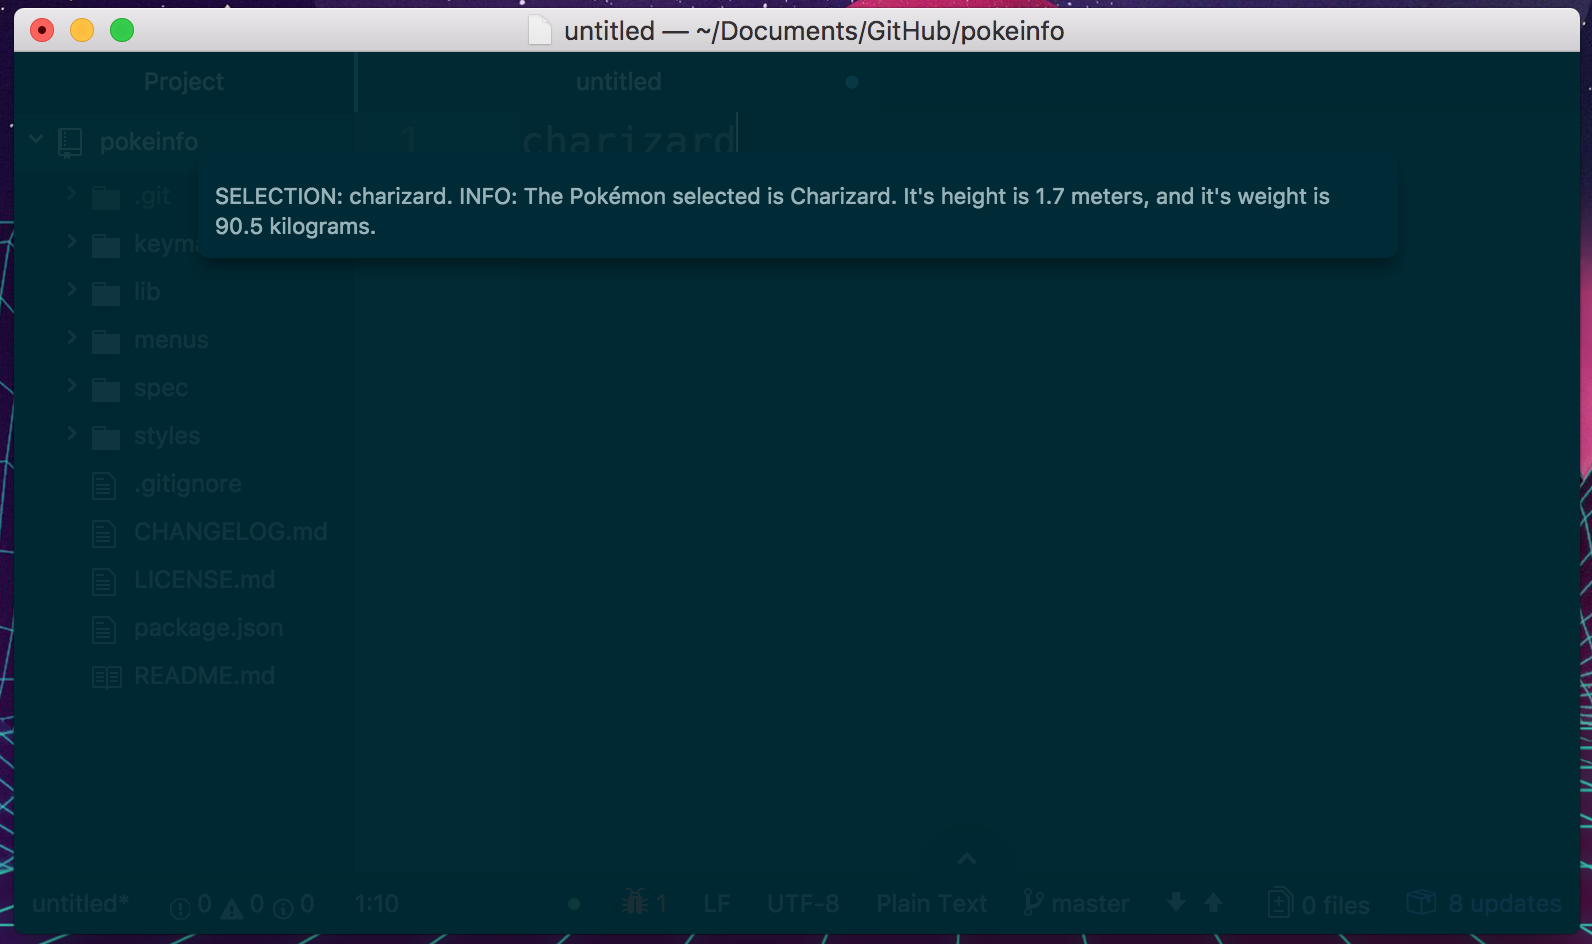 untitled — ~/Documents/GitHub/pokeinfo
Project
untitled
pokeinfo
1 charizard
SELECTION: charizard. INFO: The Pokémon selected is Charizard. It's height is 1.7 meters, and it's weight is
90.5 kilograms.
.git
keyma
lib
menus
spec
styles
.gitignore
CHANGELOG.md
LICENSE.md
package.json
README.md
untitled* 0 0 0 1:10 1 LF UTF-8 Plain Text master 0 files 8 updates